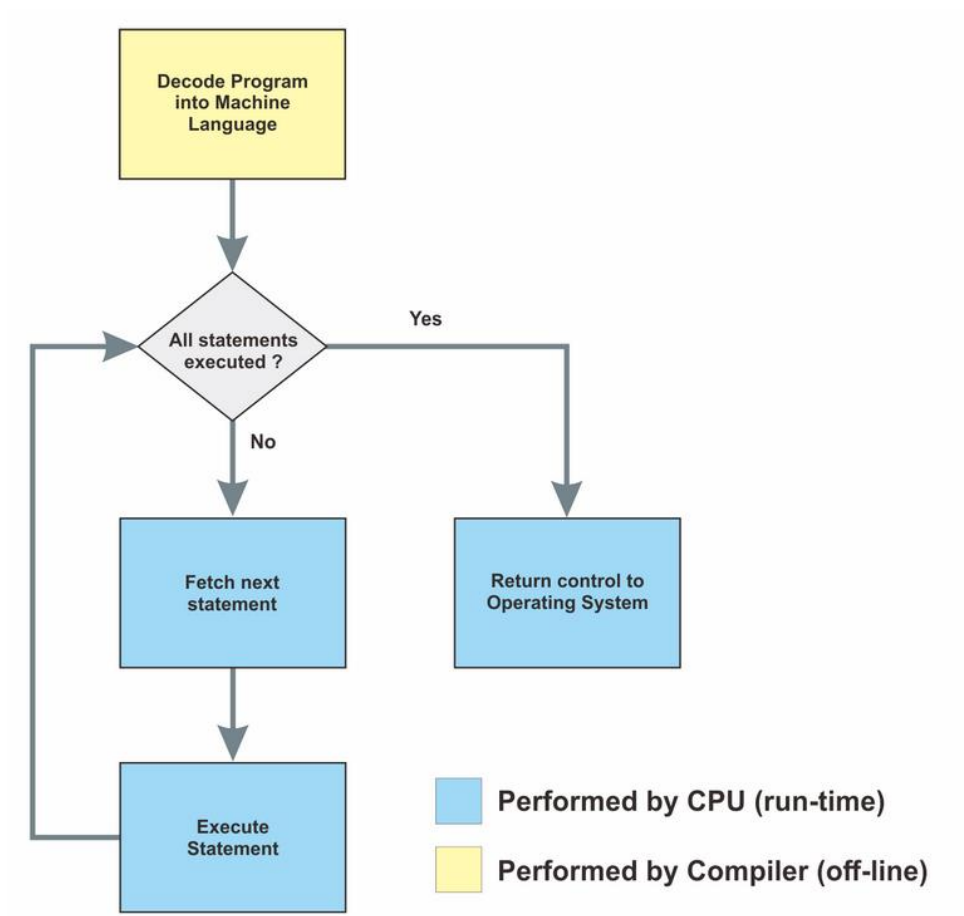 Decode Program
into Machine
Language
All statements
executed ?
Yes
No
Fetch next
statement
Return control to
Operating System
Execute
Statement
Performed by CPU (run-time)
Performed by Compiler (off-line)